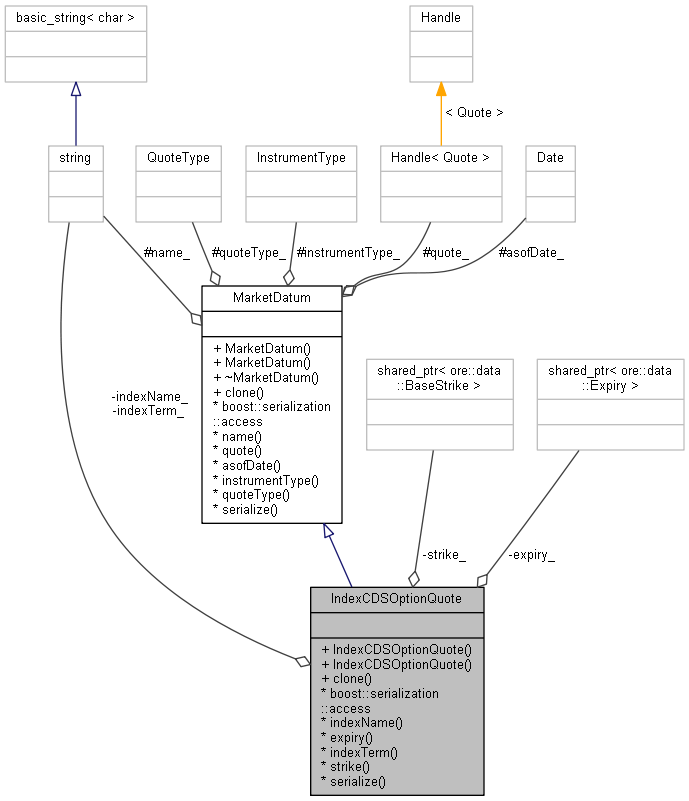 basic_string< char >
Handle
< Quote >
string
QuoteType
InstrumentType
Handle< Quote >
Date
#name_
#quoteType_
#instrumentType_
#quote_
#asofDate_
MarketDatum
+ MarketDatum()
+ MarketDatum()
+ ~MarketDatum()
+ clone()
* boost::serialization
::access
* name()
* quote()
* asofDate()
* instrumentType()
* quoteType()
* serialize()
-indexName_
-indexTerm_
shared_ptr< ore::data
::BaseStrike >
shared_ptr< ore::data
::Expiry >
-strike_
-expiry_
IndexCDSOptionQuote
+ IndexCDSOptionQuote()
+ IndexCDSOptionQuote()
+ clone()
* boost::serialization
::access
* indexName()
* expiry()
* indexTerm()
* strike()
* serialize()